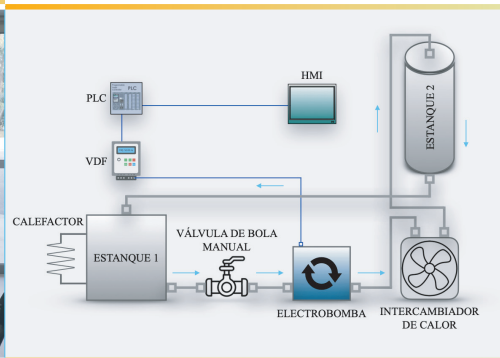 HMI
PLC
PLC
VDF
ESTANQUE 2
CALEFACTOR
VÁLVULA DE BOLA
MANUAL
ESTANQUE 1
ELECTROBOMBA
INTERCAMBIADOR
DE CALOR